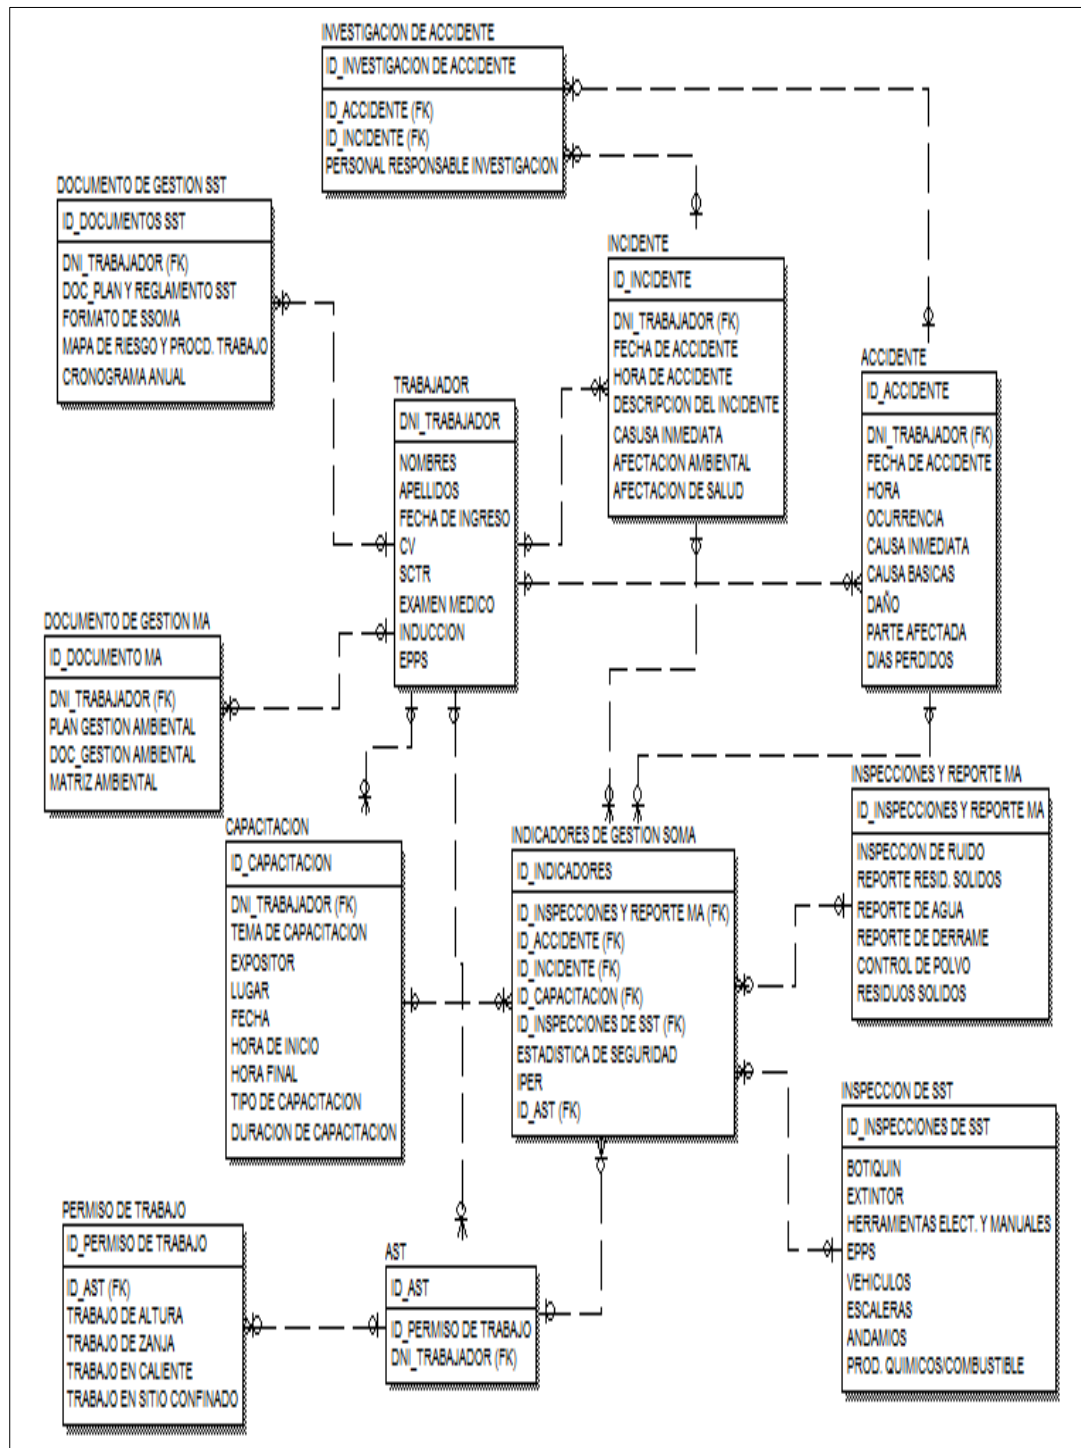 INVESTIGACION DE ACCIDENTE
ID_INVESTIGACION DE ACCIDENTE
ID_ACCIDENTE (FK)
ID_INCIDENTE (FK)
PERSONAL RESPONSABLE INVESTIGACION
DOCUMENTO DE GESTION SST
ID_DOCUMENTOS SST
DNI_TRABAJADOR (FK)
DOC_PLAN Y REGLAMENTO SST
FORMATO DE SSOMA
MAPA DE RIESGO Y PROCD. TRABAJO
CRONOGRAMA ANUAL
INCIDENTE
ID_INCIDENTE
DNI_TRABAJADOR (FK)
FECHA DE ACCIDENTE
HORA DE ACCIDENTE
DESCRIPCION DEL INCIDENTE
CASUSA INMEDIATA
AFECTACION AMBIENTAL
AFECTACION DE SALUD
ACCIDENTE
ID_ACCIDENTE
DNI_TRABAJADOR (FK)
FECHA DE ACCIDENTE
HORA
OCURRENCIA
CAUSA INMEDIATA
CAUSA BASICAS
DAÑO
PARTE AFECTADA
DIAS PERDIDOS
TRABAJADOR
DNI_TRABAJADOR
NOMBRES
APELLIDOS
FECHA DE INGRESO
CV
SCTR
EXAMEN MEDICO
INDUCCION
EPPS
DOCUMENTO DE GESTION MA
ID_DOCUMENTO MA
DNI_TRABAJADOR (FK)
PLAN GESTION AMBIENTAL
DOC_GESTION AMBIENTAL
MATRIZ AMBIENTAL
CAPACITACION
ID_CAPACITACION
DNI_TRABAJADOR (FK)
TEMA DE CAPACITACION
EXPOSITOR
LUGAR
FECHA
HORA DE INICIO
HORA FINAL
TIPO DE CAPACITACION
DURACION DE CAPACITACION
INDICADORES DE GESTION SOMA
ID_INDICADORES
ID_INSPECCIONES Y REPORTE MA (FK)
ID_ACCIDENTE (FK)
ID_INCIDENTE (FK)
ID_CAPACITACION (FK)
ID_INSPECCIONES DE SST (FK)
ESTADISTICA DE SEGURIDAD
IPER
ID_AST (FK)
INSPECCIONES Y REPORTE MA
ID_INSPECCIONES Y REPORTE MA
INSPECCION DE RUIDO
REPORTE RESID. SOLIDOS
REPORTE DE AGUA
REPORTE DE DERRAME
CONTROL DE POLVO
RESIDUOS SOLIDOS
INSPECCION DE SST
ID_INSPECCIONES DE SST
BOTIQUIN
EXTINTOR
HERRAMIENTAS ELECT. Y MANUALES
EPPS
VEHICULOS
ESCALERAS
ANDAMIOS
PROD. QUIMICOS/COMBUSTIBLE
PERMISO DE TRABAJO
ID_PERMISO DE TRABAJO
ID_AST (FK)
TRABAJO DE ALTURA
TRABAJO DE ZANJA
TRABAJO EN CALIENTE
TRABAJO EN SITIO CONFINADO
AST
ID_AST
ID_PERMISO DE TRABAJO
DNI_TRABAJADOR (FK)